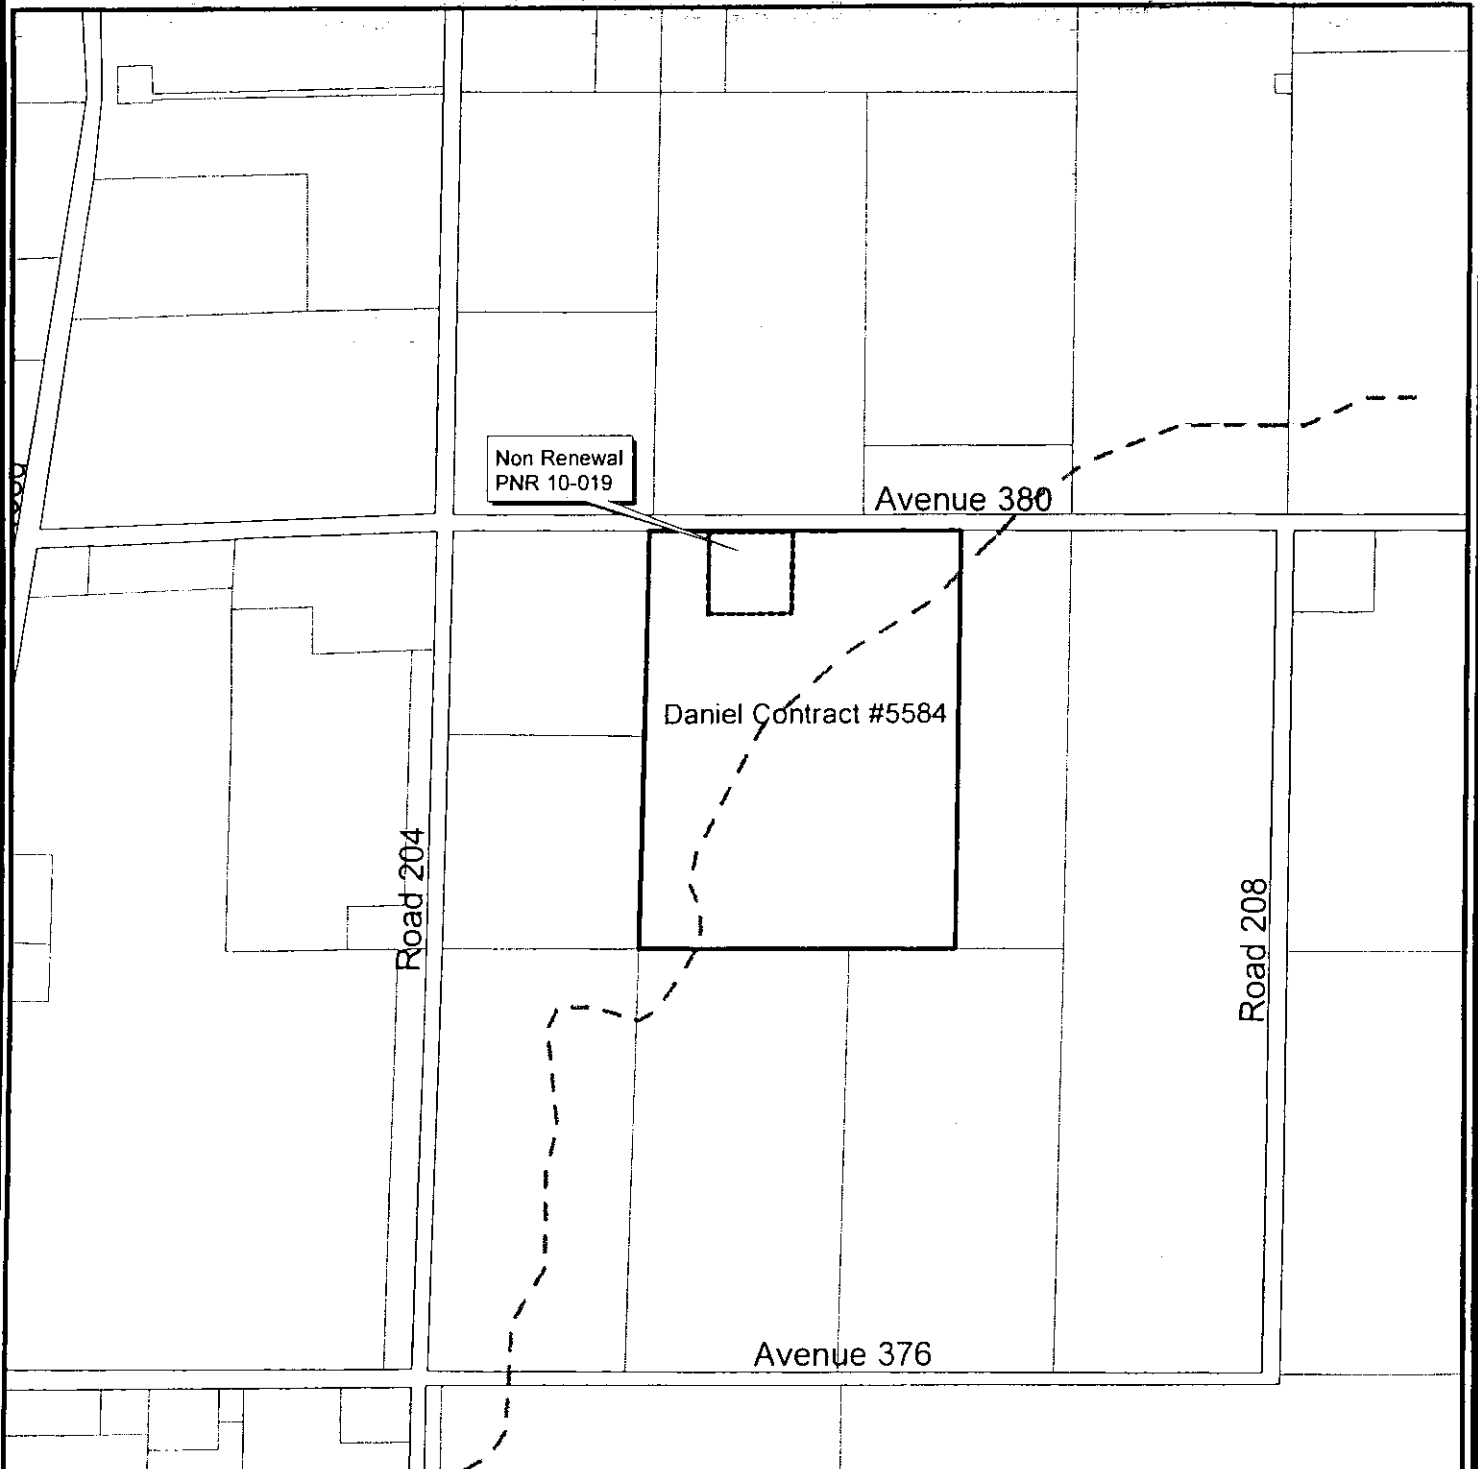 Non Renewal
PNR 10-019
Avenue 380
Daniel Contract #5584
Road 204
Road 208
Avenue 376